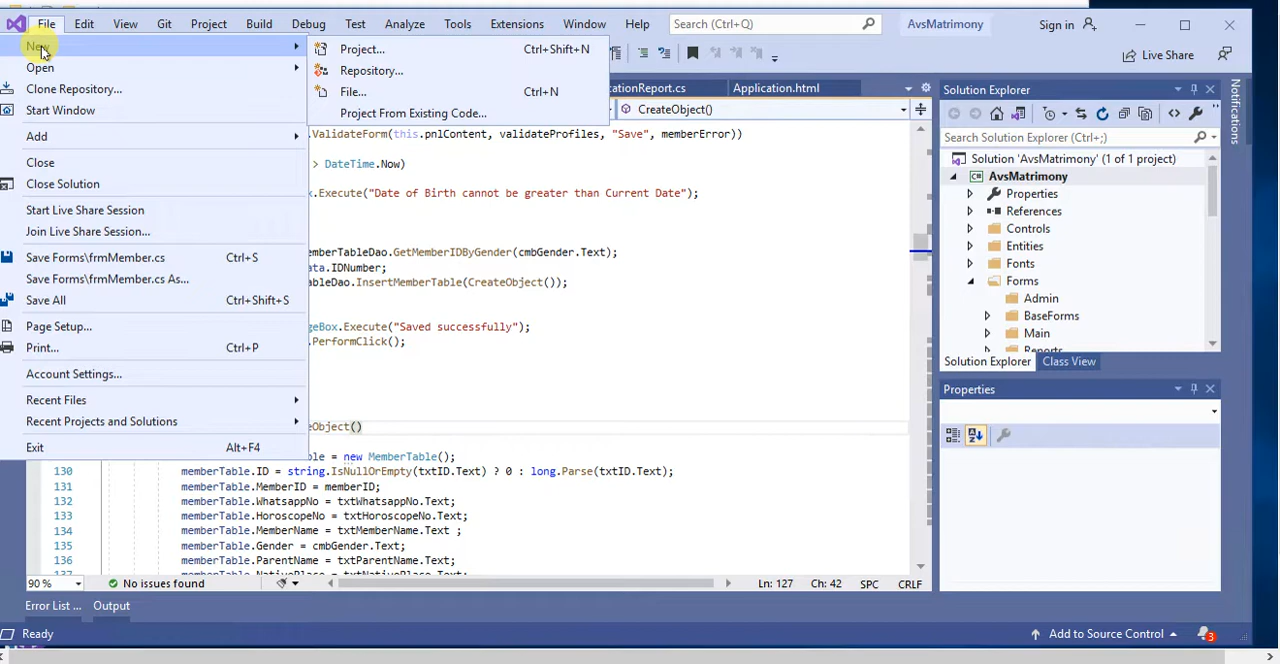 File Edit View Git Project Build Debug Test Analyze Tools Extensions Window Help Search (Ctrl+Q) AvsMatrimony Sign in
Live Share
New
Open
Clone Repository...
Start Window
Add
Close
Close Solution
Start Live Share Session
Join Live Share Session...
Save Forms\frmMember.cs Ctrl+S
Save Forms\frmMember.cs As...
Save All Ctrl+Shift+S
Page Setup...
Print... Ctrl+P
Account Settings...
Recent Files
Recent Projects and Solutions
Exit Alt+F4
Project... Ctrl+Shift+N
Repository...
File... Ctrl+N
Project From Existing Code...
tationReport.cs Application.html
CreateObject()
.ValidateForm(this.pnlContent, validateProfiles, "Save", memberError))
> DateTime.Now)
x.Execute("Date of Birth cannot be greater than Current Date");
emberTableDao.GetMemberIDByGender(cmbGender.Text);
ata.IDNumber;
ableDao.InsertMemberTable(CreateObject());
geBox.Execute("Saved successfully");
.PerformClick();
eObject()
le = new MemberTable();
130 memberTable.ID = string.IsNullOrEmpty(txtID.Text) ? 0 : long.Parse(txtID.Text);
131 memberTable.MemberID = memberID;
132 memberTable.WhatsappNo = txtWhatsappNo.Text;
133 memberTable.HoroscopeNo = txtHoroscopeNo.Text;
134 memberTable.MemberName = txtMemberName.Text ;
135 memberTable.Gender = cmbGender.Text;
136 memberTable.ParentName = txtParentName.Text;
137 memberTable.NativePlace = txtNativePlace.Text;
90 % No issues found Ln: 127 Ch: 42 SPC CRLF
Error List ... Output
Ready Add to Source Control 3
Solution Explorer
Search Solution Explorer (Ctrl+;)
Solution 'AvsMatrimony' (1 of 1 project)
AvsMatrimony
Properties
References
Controls
Entities
Fonts
Forms
Admin
BaseForms
Main
Reports
Solution Explorer Class View
Properties
Notifications